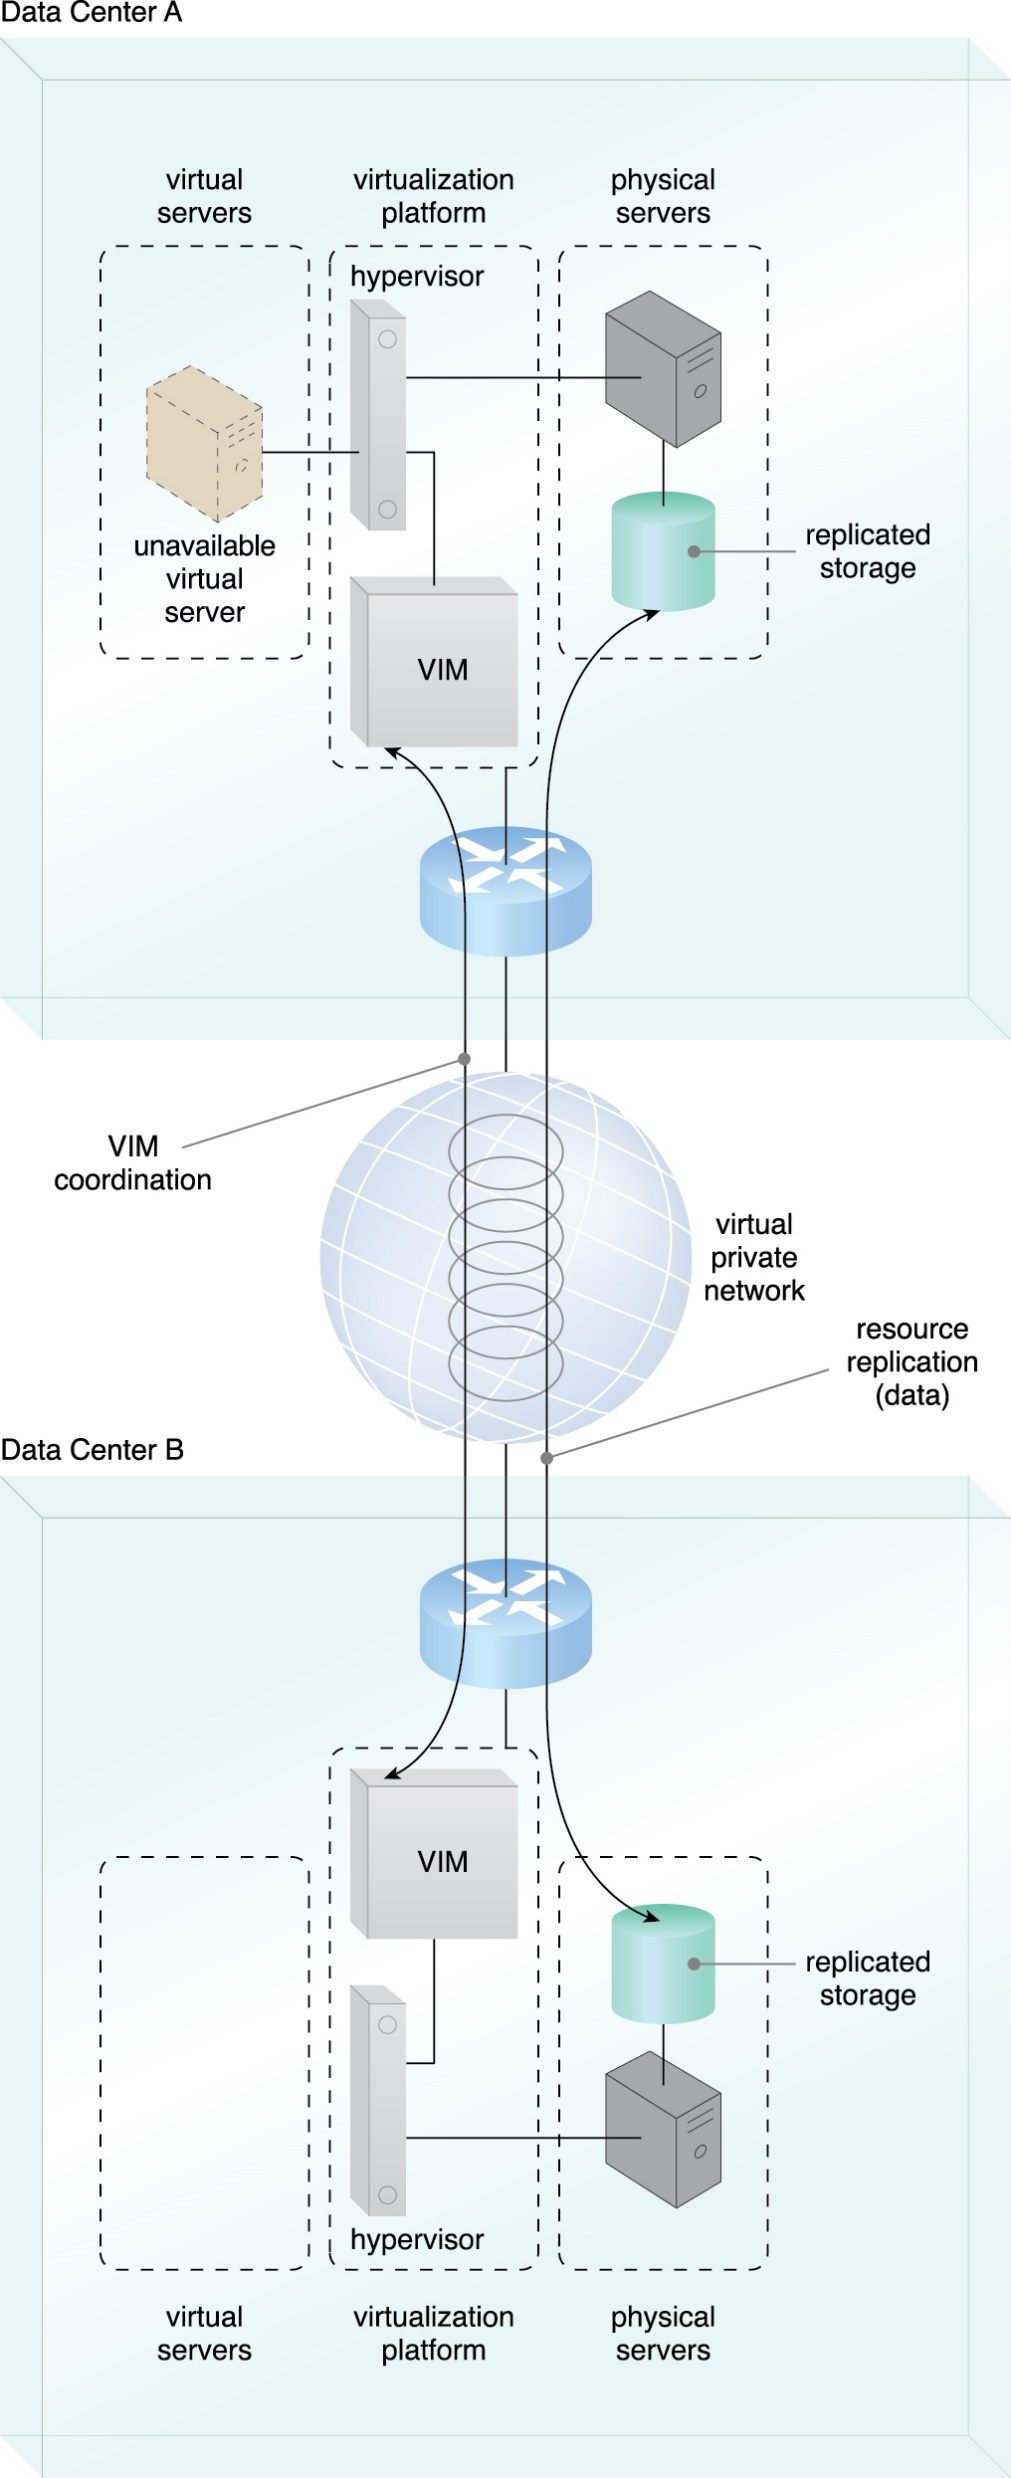 Data Center A
virtual
servers
virtualization
platform
physical
servers
hypervisor
unavailable
virtual
server
replicated
storage
VIM
VIM
coordination
virtual
private
network
resource
replication
(data)
Data Center B
VIM
replicated
storage
hypervisor
virtual
servers
virtualization
platform
physical
servers